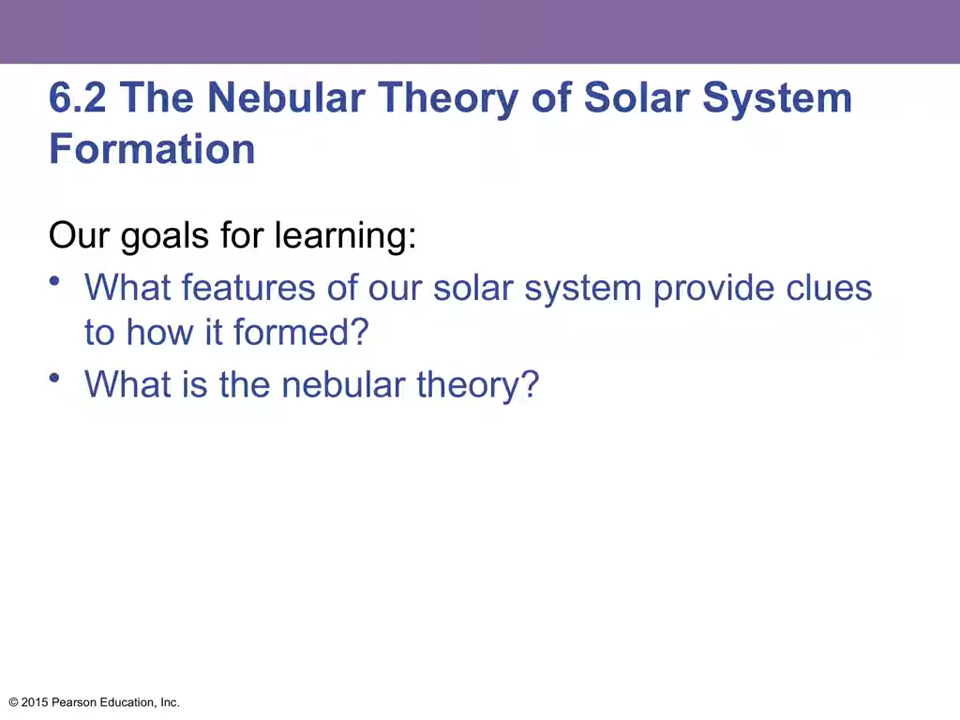 6.2 The Nebular Theory of Solar System
Formation
Our goals for learning:
• What features of our solar system provide clues
to how it formed?
• What is the nebular theory?
© 2015 Pearson Education, Inc.